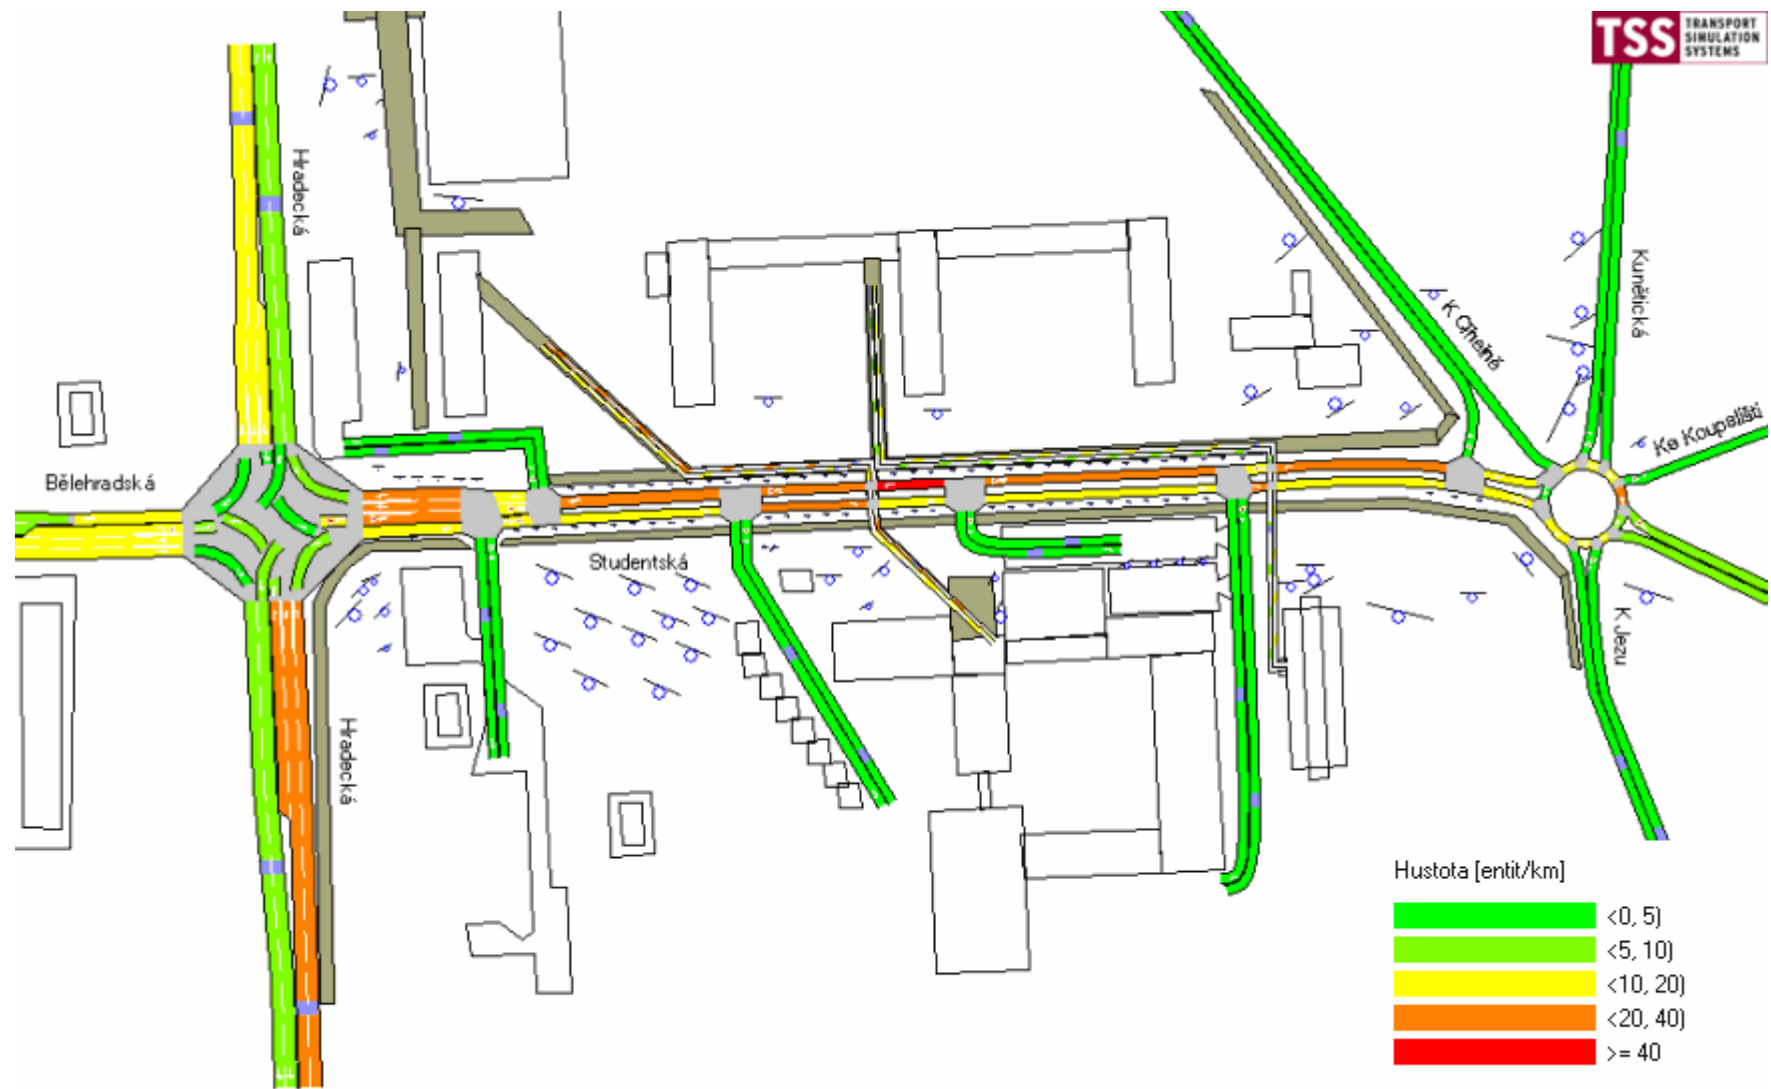 TSS TRANSPORT
SIMULATION
SYSTEMS
Hradecká
Kunětická
K Cihelně
Ke Koupališti
Bělehradská
Studentská
K Jezu
Hradecká
Hustota [entit/km]
<0, 5)
<5, 10)
<10, 20)
<20, 40)
>= 40